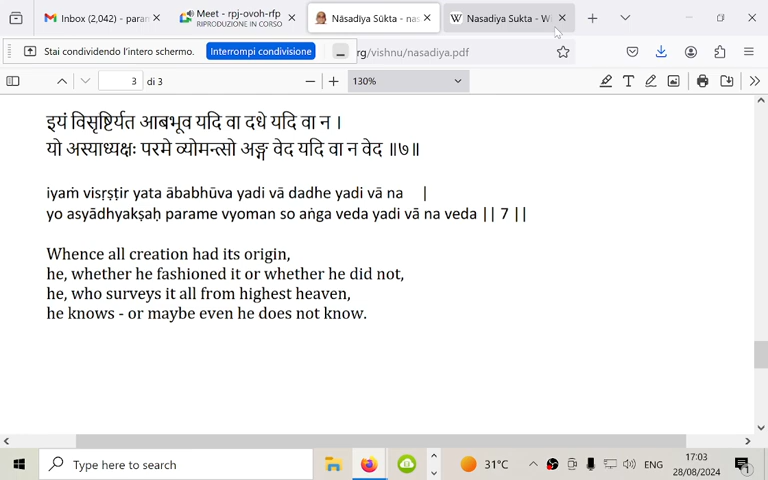 Inbox (2,042) - param
Meet - rpj-ovoh-rfp
RIPRODUZIONE IN CORSO
Nāsadīya Sūkta - nas
Nasadiya Sukta - Wi
Stai condividendo l'intero schermo.
Interrompi condivisione
rg/vishnu/nasadiya.pdf
3 di 3
130%
इयं विसृष्टिर्यत आबभूव यदि वा दधे यदि वा न ।
यो अस्याध्यक्षः परमे व्योमन्त्सो अङ्ग वेद यदि वा न वेद ॥७॥
iyaṁ visṛṣṭir yata ābabhūva yadi vā dadhe yadi vā na |
yo asyādhyakṣaḥ parame vyoman so aṅga veda yadi vā na veda || 7 ||
Whence all creation had its origin,
he, whether he fashioned it or whether he did not,
he, who surveys it all from highest heaven,
he knows - or maybe even he does not know.
Type here to search
31°C
ENG
17:03
28/08/2024
1